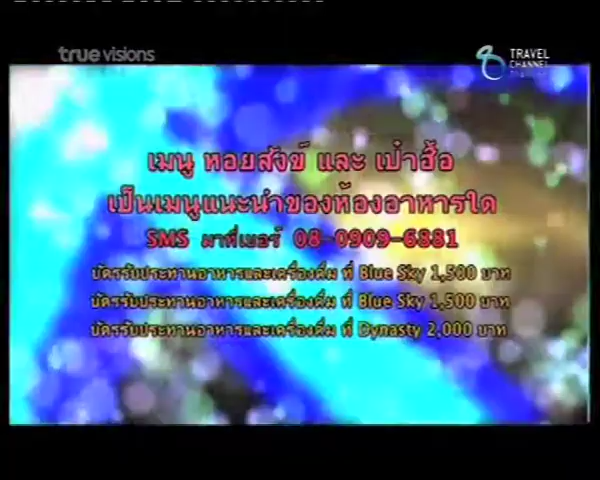 true visions
8 TRAVEL
CHANNEL
THAILAND
เมนู หอยสังข์ และ เป๋าฮื้อ
เป็นเมนูแนะนำของห้องอาหารใด
SMS มาที่เบอร์ 08-0909-6881
บัตรรับประทานอาหารและเครื่องดื่ม ที่ Blue Sky 1,500 บาท
บัตรรับประทานอาหารและเครื่องดื่ม ที่ Blue Sky 1,500 บาท
บัตรรับประทานอาหารและเครื่องดื่ม ที่ Dynasty 2,000 บาท